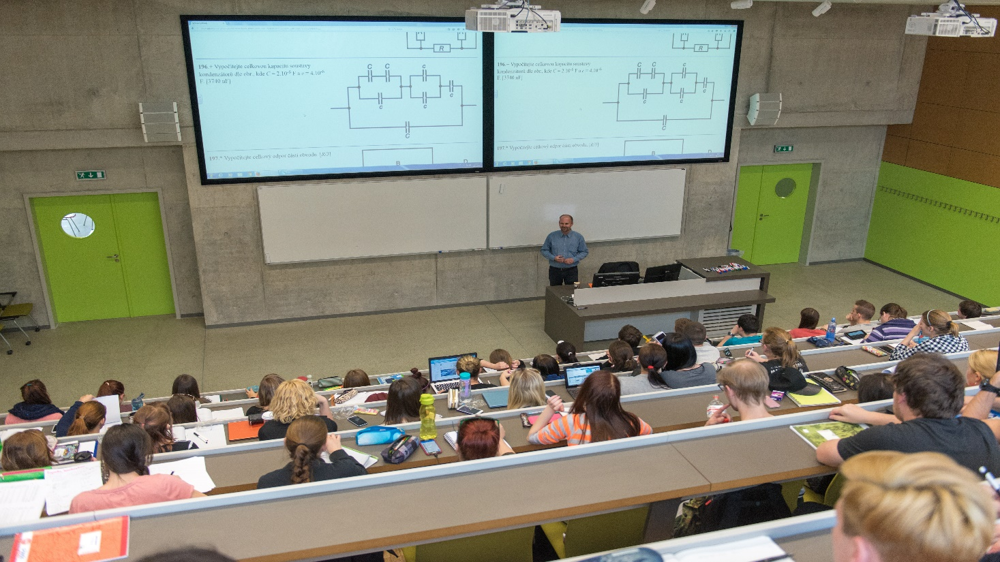 R
196.+ Vypočítejte celkovou kapacitu soustavy
kondenzátorů dle obr., kde C = 2.10⁻⁶ F a c = 4.10⁻⁶
F. [3740 nF]
C C c
c
c c
C
197.* Vypočítejte celkový odpor části obvodu. [R/3]
B D
R
196.+ Vypočítejte celkovou kapacitu soustavy
kondenzátorů dle obr., kde C = 2.10⁻⁶ F a c = 4.10⁻⁶
F. [3740 nF]
C C c
c
c c
C
197.* Vypočítejte celkový odpor části obvodu. [R/3]
B D